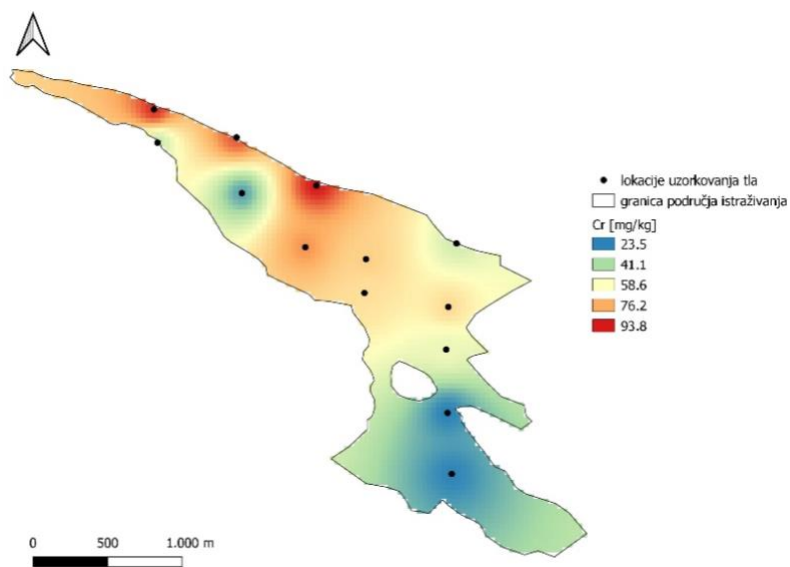 lokacije uzorkovanja tla
granica područja istraživanja
Cr [mg/kg]
23.5
41.1
58.6
76.2
93.8
0 500 1.000 m